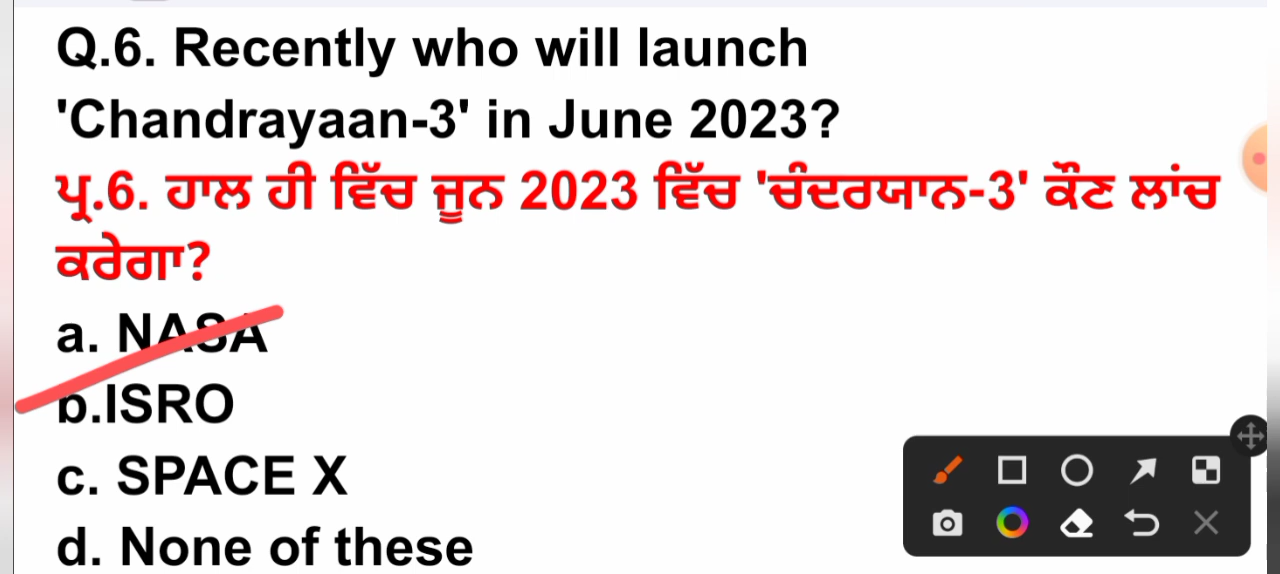 Q.6. Recently who will launch
'Chandrayaan-3' in June 2023?
ਪ੍ਰ.6. ਹਾਲ ਹੀ ਵਿੱਚ ਜੂਨ 2023 ਵਿੱਚ 'ਚੰਦਰਯਾਨ-3' ਕੌਣ ਲਾਂਚ
ਕਰੇਗਾ?
a. NASA
b.ISRO
c. SPACE X
d. None of these